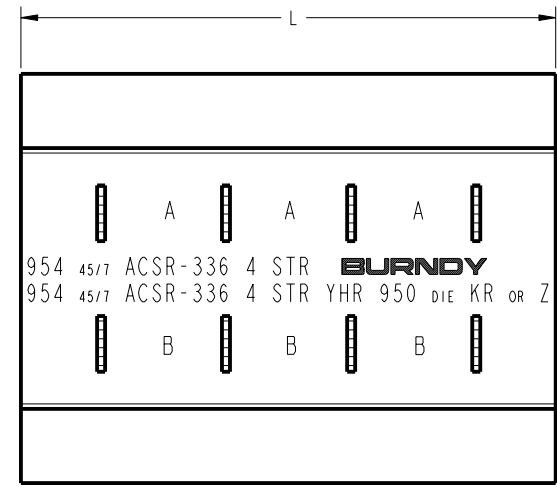 L
A A A
954 45/7 ACSR-336 4 STR BURNDY
954 45/7 ACSR-336 4 STR YHR 950 DIE KR OR Z
B B B